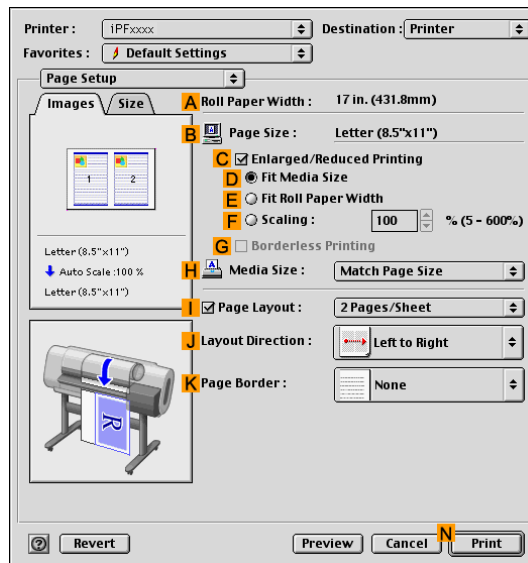 Printer : iPFxxxx Destination : Printer
Favorites : Default Settings
Page Setup
Images Size
A Roll Paper Width : 17 in. (431.8mm)
B Page Size : Letter (8.5"x11")
C Enlarged/Reduced Printing
D Fit Media Size
E Fit Roll Paper Width
F Scaling : 100 % (5 - 600%)
G Borderless Printing
1 2
Letter (8.5"x11")
Auto Scale :100 %
Letter (8.5"x11")
H Media Size : Match Page Size
I Page Layout : 2 Pages/Sheet
J Layout Direction : Left to Right
K Page Border : None
R
? Revert Preview Cancel N Print